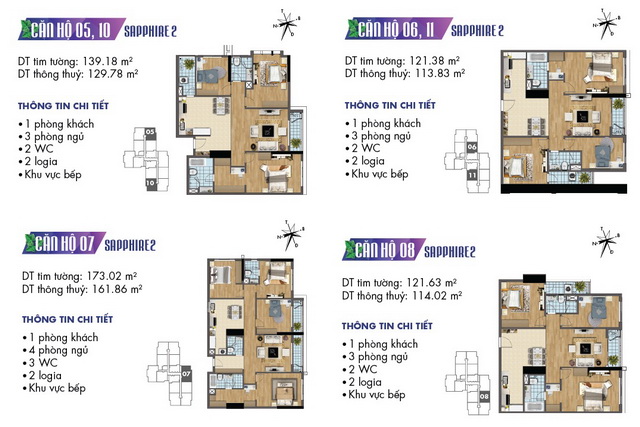 CĂN HỘ 05, 10 SAPPHIRE 2
DT tim tường: 139.18 m²
DT thông thuỷ: 129.78 m²
THÔNG TIN CHI TIẾT
• 1 phòng khách
• 3 phòng ngủ
• 2 WC
• 2 logia
• Khu vực bếp
05
10
T
B
N
Đ
CĂN HỘ 06, 11 SAPPHIRE 2
DT tim tường: 121.38 m²
DT thông thuỷ: 113.83 m²
THÔNG TIN CHI TIẾT
• 1 phòng khách
• 3 phòng ngủ
• 2 WC
• 2 logia
• Khu vực bếp
06
11
T
B
N
Đ
CĂN HỘ 07 SAPPHIRE 2
DT tim tường: 173.02 m²
DT thông thuỷ: 161.86 m²
THÔNG TIN CHI TIẾT
• 1 phòng khách
• 4 phòng ngủ
• 3 WC
• 2 logia
• Khu vực bếp
07
T
B
N
Đ
CĂN HỘ 08 SAPPHIRE 2
DT tim tường: 121.63 m²
DT thông thuỷ: 114.02 m²
THÔNG TIN CHI TIẾT
• 1 phòng khách
• 3 phòng ngủ
• 2 WC
• 2 logia
• Khu vực bếp
08
T
B
N
Đ